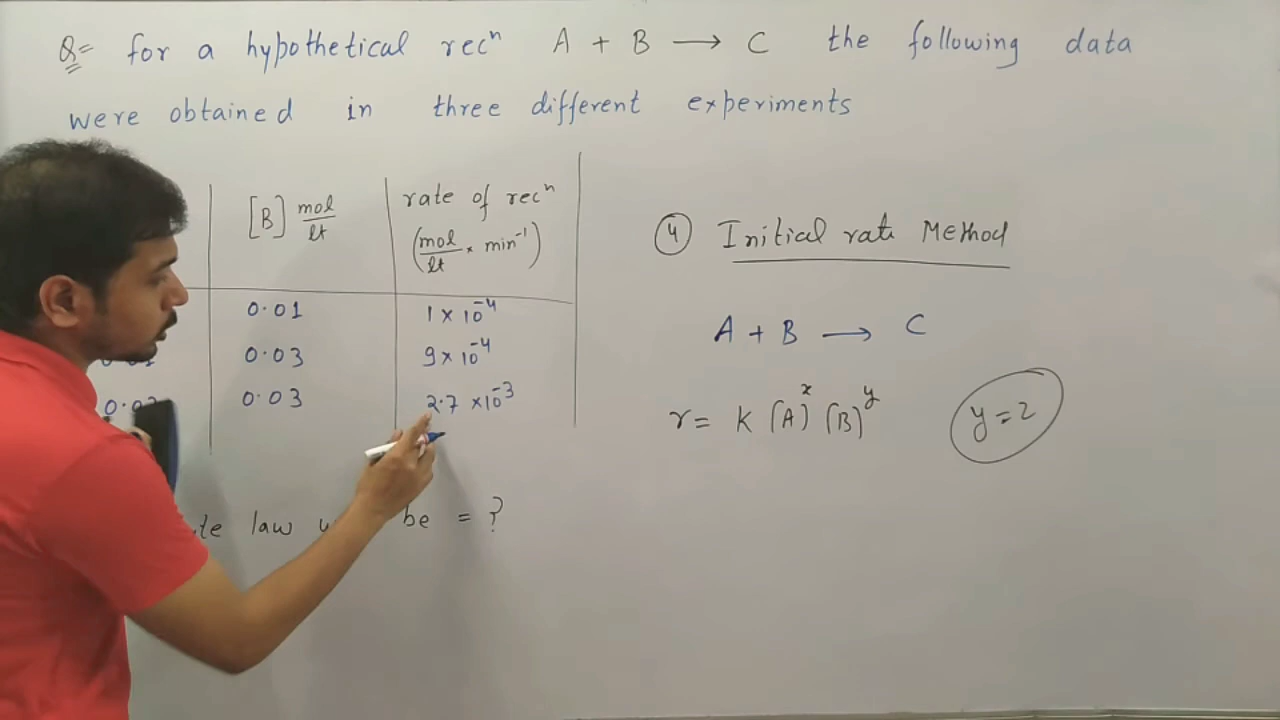 Q= for a hypothetical recⁿ A + B → C the following data
were obtained in three different experiments
[B] mol/lt
rate of recⁿ
(mol/lt × min⁻¹)
0.01 1 × 10⁻⁴
0.03 9 × 10⁻⁴
0.03 2.7 × 10⁻³
law be = ?
④ Initial rate Method
A + B → C
r = K [A]ˣ [B]ʸ
y = 2